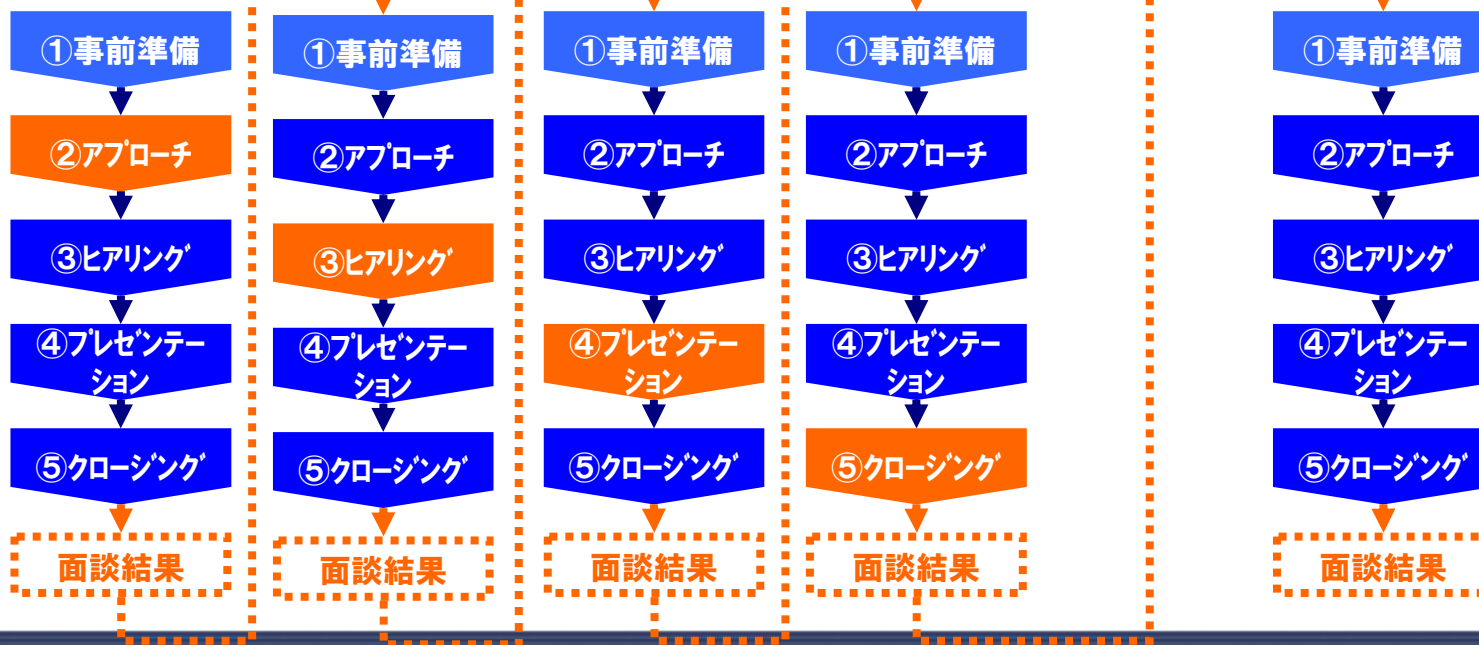 ①事前準備
②アプローチ
③ヒアリング
④プレゼンテー
ション
⑤クロージング
面談結果
①事前準備
②アプローチ
③ヒアリング
④プレゼンテー
ション
⑤クロージング
面談結果
①事前準備
②アプローチ
③ヒアリング
④プレゼンテー
ション
⑤クロージング
面談結果
①事前準備
②アプローチ
③ヒアリング
④プレゼンテー
ション
⑤クロージング
面談結果
①事前準備
②アプローチ
③ヒアリング
④プレゼンテー
ション
⑤クロージング
面談結果